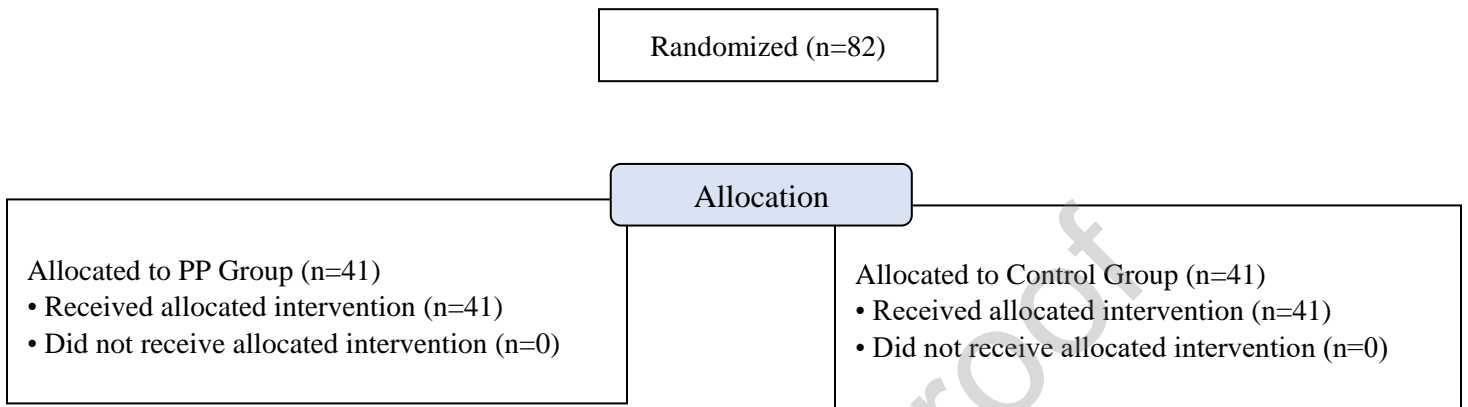 Randomized (n=82)
Allocation
Allocated to PP Group (n=41)
• Received allocated intervention (n=41)
• Did not receive allocated intervention (n=0)
Allocated to Control Group (n=41)
• Received allocated intervention (n=41)
• Did not receive allocated intervention (n=0)
roof